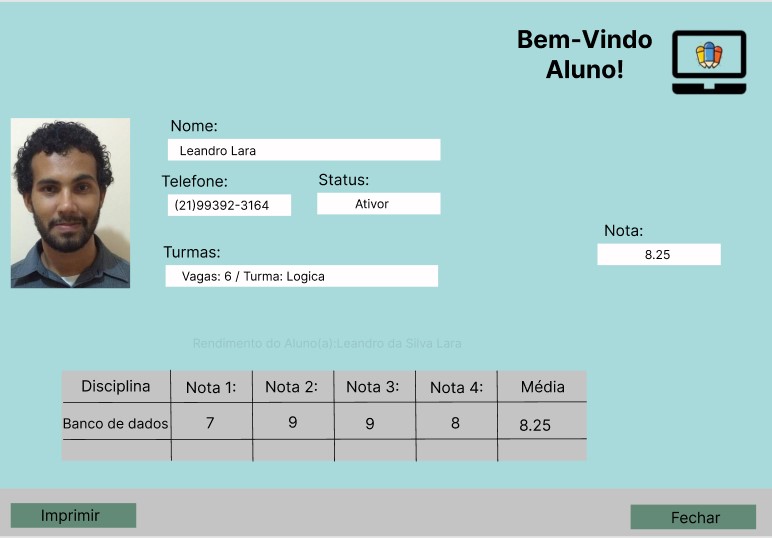 Bem-Vindo
Aluno!
Nome:
Leandro Lara
Telefone:
Status:
(21)99392-3164
Ativor
Nota:
8.25
Turmas:
Vagas: 6 / Turma: Logica
Rendimento do Aluno(a):Leandro da Silva Lara
Disciplina Nota 1: Nota 2: Nota 3: Nota 4: Média
Banco de dados 7 9 9 8 8.25
Imprimir
Fechar